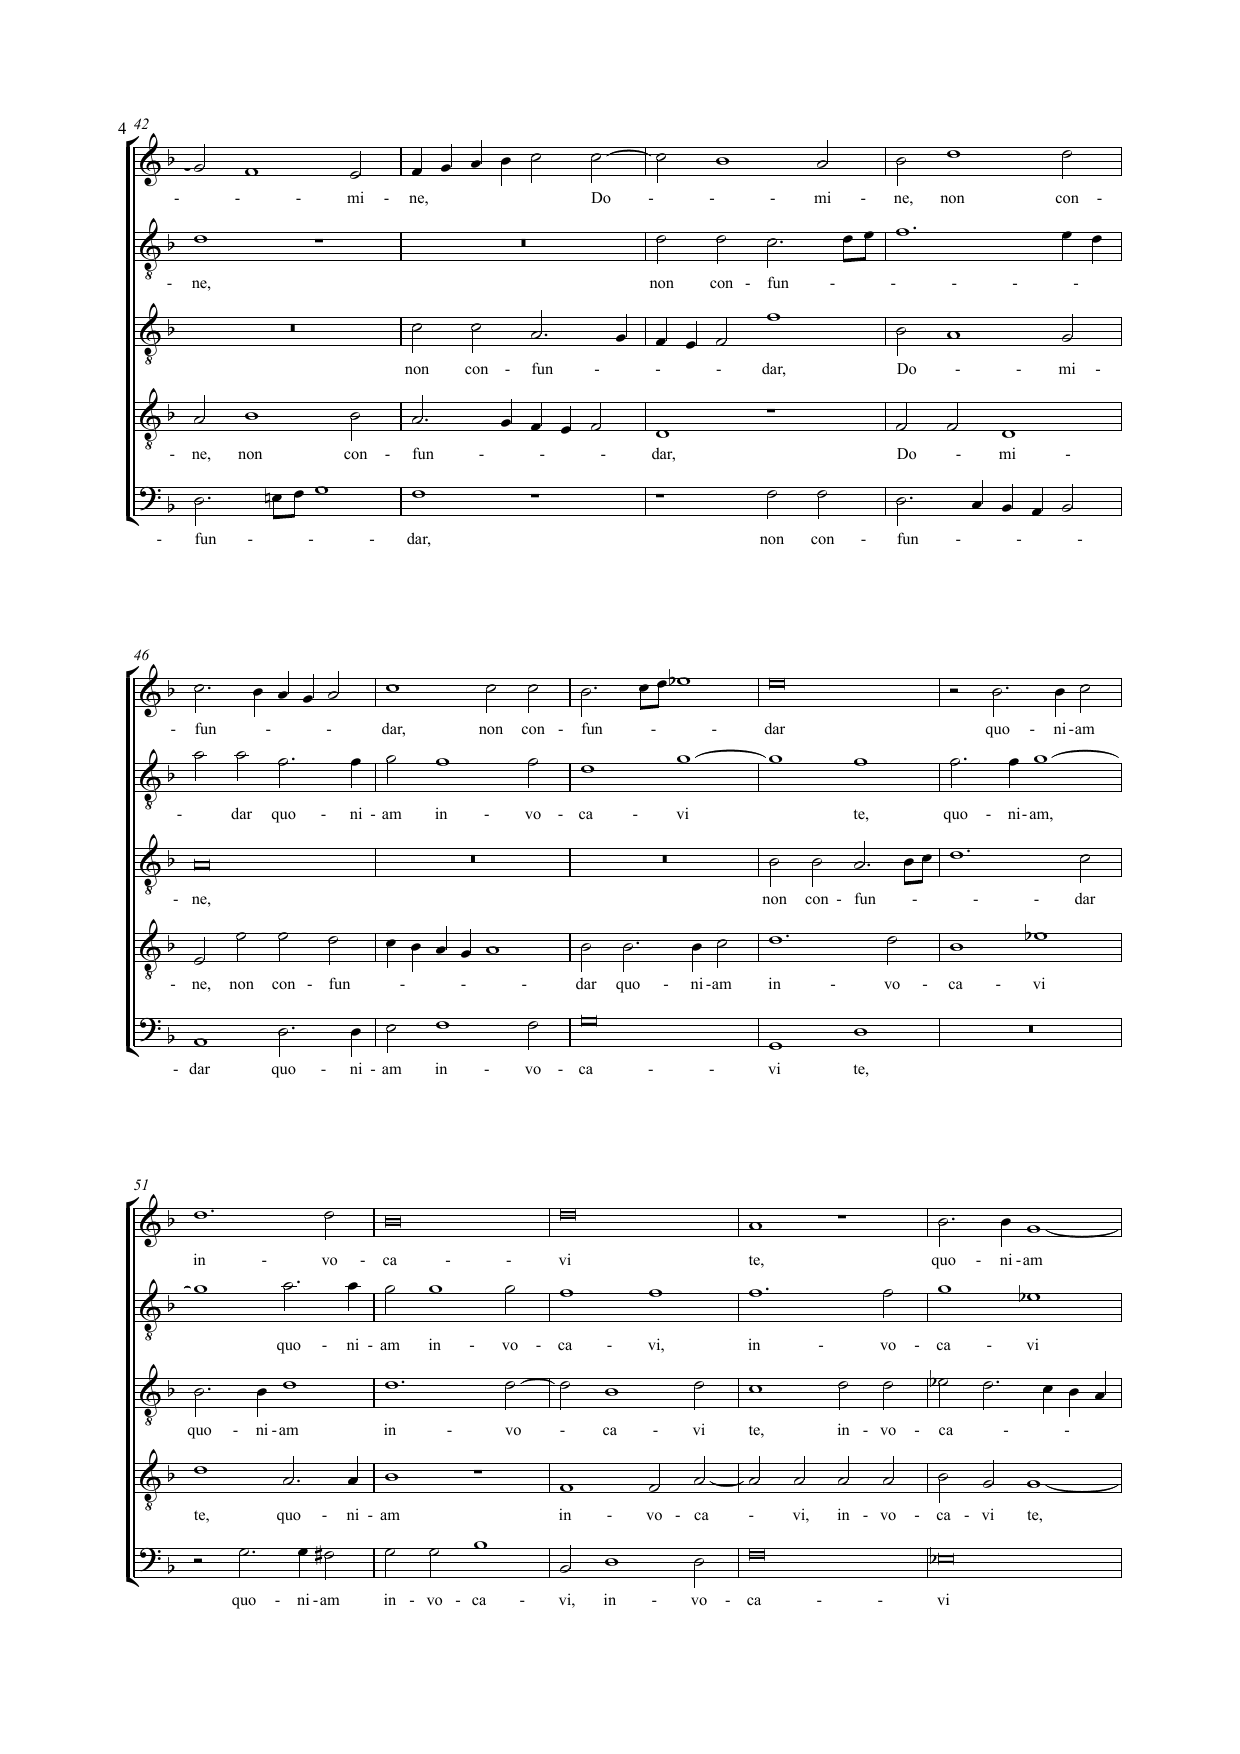 4 42
- - - mi - ne, Do - - - mi - ne, non con -
- ne, non con - fun - - - - - -
non con - fun - - - dar, Do - - mi -
- ne, non con - fun - - - dar, Do - mi -
- fun - - - dar, non con - fun - - -
46
- fun - - - dar, non con - fun - - dar quo - ni - am
- dar quo - ni - am in - vo - ca - vi te, quo - ni - am,
- ne, non con - fun - - - - dar
- ne, non con - fun - - - - dar quo - ni - am in - vo - ca - vi
- dar quo - ni - am in - vo - ca - - vi te,
51
in - vo - ca - - vi te, quo - ni - am
quo - ni - am in - vo - ca - vi, in - vo - ca - vi
quo - ni - am in - vo - ca - vi te, in - vo - ca - - -
te, quo - ni - am in - vo - ca - vi, in - vo - ca - vi te,
quo - ni - am in - vo - ca - vi, in - vo - ca - - vi